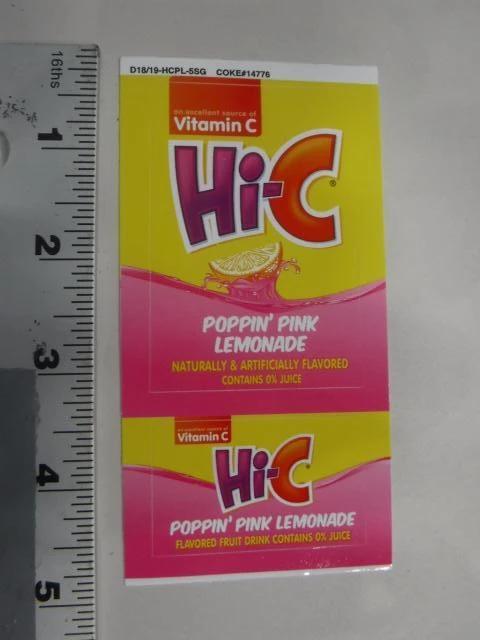 D18/19-HCPL-5SG COKE#14776
16ths
an excellent source of
Vitamin C
1
Hi-C®
2
POPPIN' PINK
LEMONADE
3
NATURALLY & ARTIFICIALLY FLAVORED
CONTAINS 0% JUICE
an excellent source of
Vitamin C
Hi-C®
4
POPPIN' PINK LEMONADE
FLAVORED FRUIT DRINK CONTAINS 0% JUICE
5